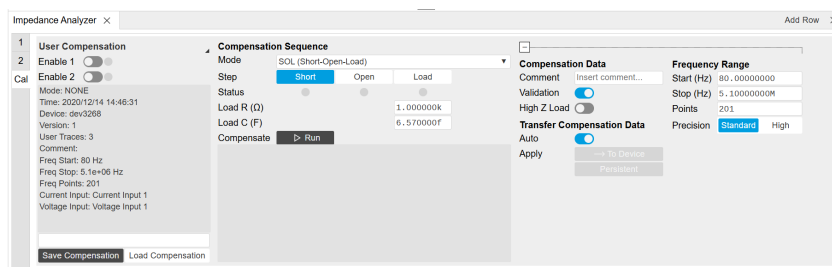 Impedance Analyzer ✕
Add Row
1
2
Cal
User Compensation
Enable 1
Enable 2
Mode: NONE
Time: 2020/12/14 14:46:31
Device: dev3268
Version: 1
User Traces: 3
Comment:
Freq Start: 80 Hz
Freq Stop: 5.1e+06 Hz
Freq Points: 201
Current Input: Current Input 1
Voltage Input: Voltage Input 1
Save Compensation Load Compensation
Compensation Sequence
Mode SOL (Short-Open-Load)
Step Short Open Load
Status
Load R (Ω) 1.000000k
Load C (F) 6.570000f
Compensate Run
Compensation Data
Comment Insert comment...
Validation
High Z Load
Transfer Compensation Data
Auto
Apply → To Device
Persistent
Frequency Range
Start (Hz) 80.00000000
Stop (Hz) 5.10000000M
Points 201
Precision Standard High